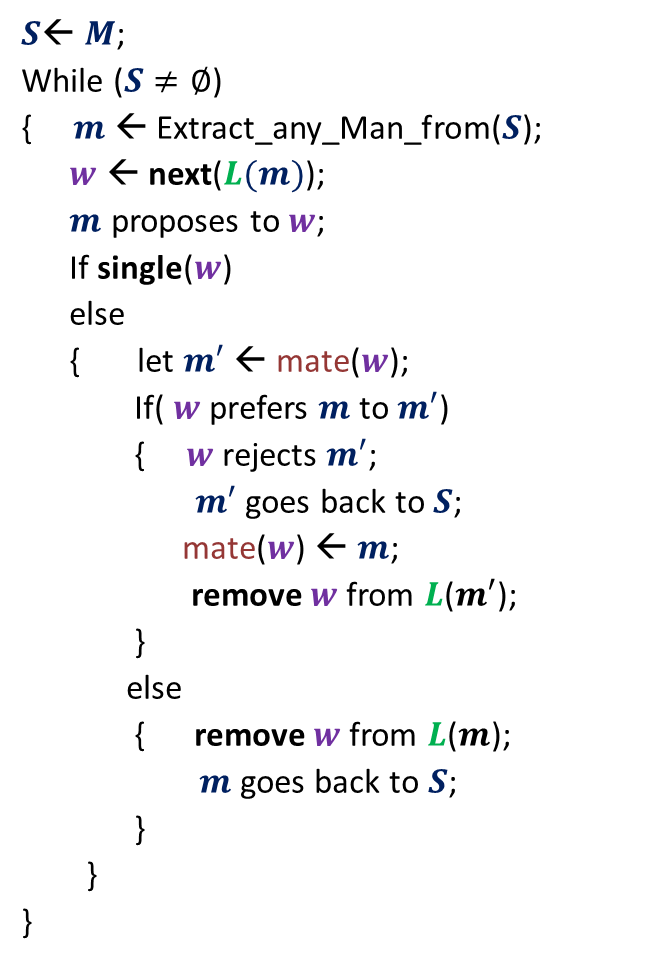 S← M;
While (S ≠ ∅)
{ m ← Extract_any_Man_from(S);
w ← next(L(m));
m proposes to w;
If single(w)
else
{ let m′ ← mate(w);
If( w prefers m to m′)
{ w rejects m′;
m′ goes back to S;
mate(w) ← m;
remove w from L(m′);
}
else
{ remove w from L(m);
m goes back to S;
}
}
}